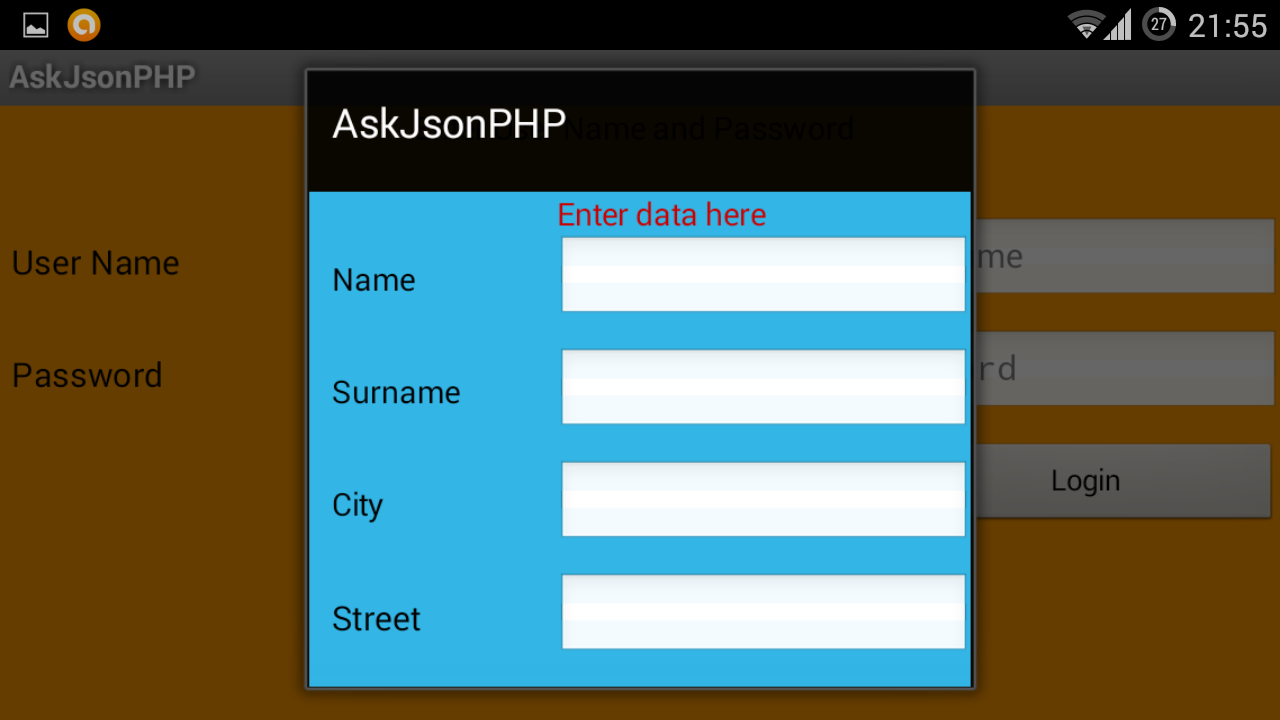 27 21:55
AskJsonPHP
AskJsonPHP
Name and Password
Enter data here
User Name
me
Name
Password
rd
Surname
Login
City
Street